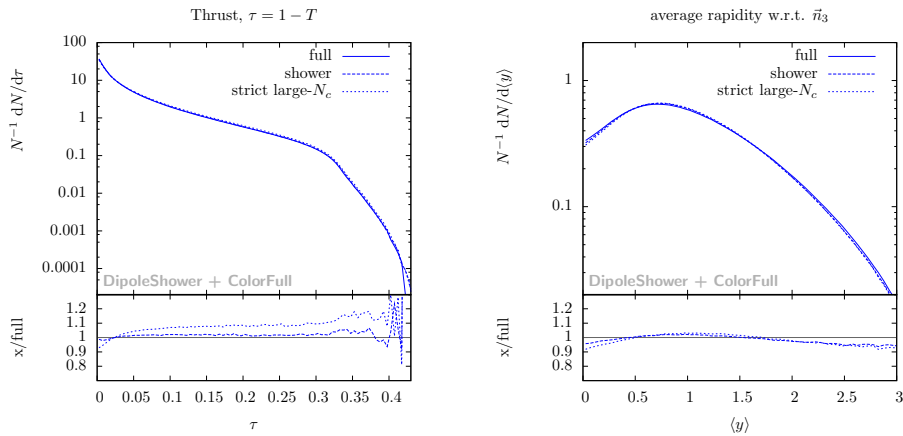 Thrust, τ = 1 − T
N⁻¹ dN/dτ
100
10
1
0.1
0.01
0.001
0.0001
full
shower
strict large-N_c
DipoleShower + ColorFull
x/full
1.2
1.1
1
0.9
0.8
0 0.05 0.1 0.15 0.2 0.25 0.3 0.35 0.4
τ
average rapidity w.r.t. n⃗₃
N⁻¹ dN/d⟨y⟩
1
0.1
full
shower
strict large-N_c
DipoleShower + ColorFull
x/full
1.2
1.1
1
0.9
0.8
0 0.5 1 1.5 2 2.5 3
⟨y⟩